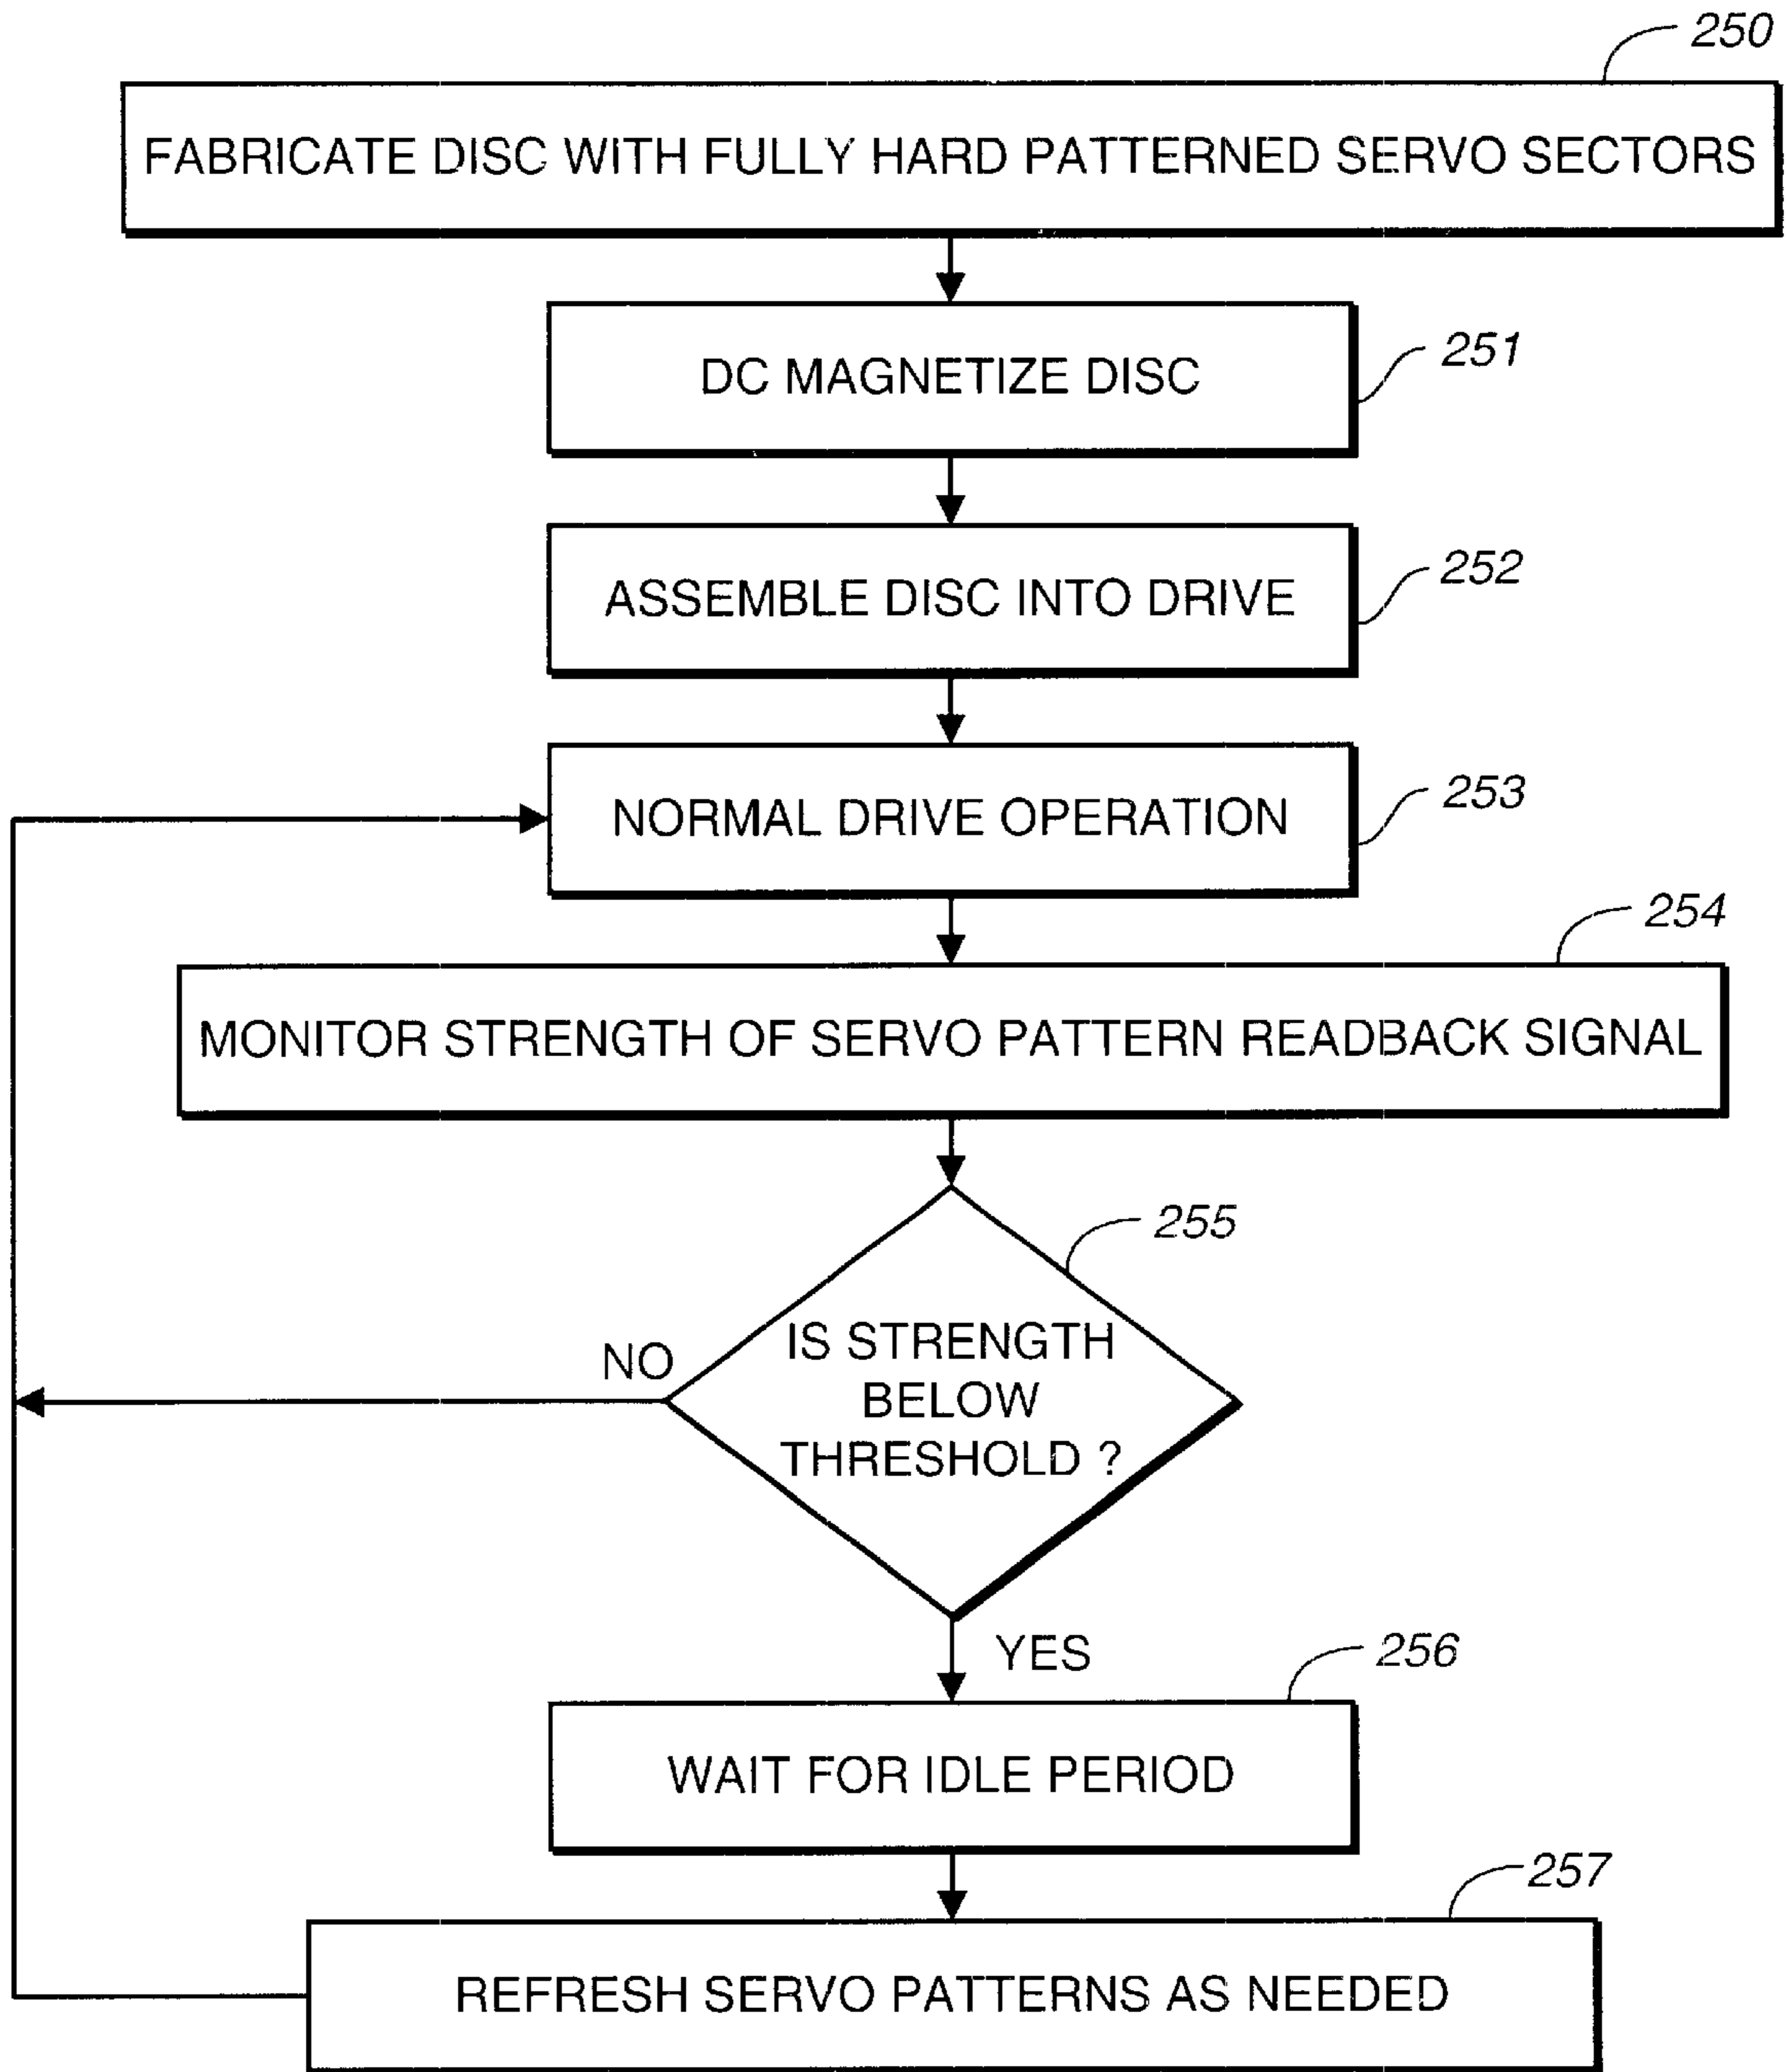 250
FABRICATE DISC WITH FULLY HARD PATTERNED SERVO SECTORS
DC MAGNETIZE DISC
251
ASSEMBLE DISC INTO DRIVE
252
NORMAL DRIVE OPERATION
253
254
MONITOR STRENGTH OF SERVO PATTERN READBACK SIGNAL
255
NO
IS STRENGTH
BELOW
THRESHOLD ?
YES
256
WAIT FOR IDLE PERIOD
257
REFRESH SERVO PATTERNS AS NEEDED